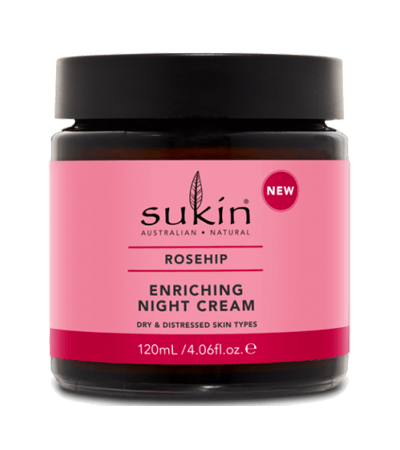 NEW
sukin®
AUSTRALIAN • NATURAL
ROSEHIP
ENRICHING
NIGHT CREAM
DRY & DISTRESSED SKIN TYPES
120mL /4.06fl.oz.℮